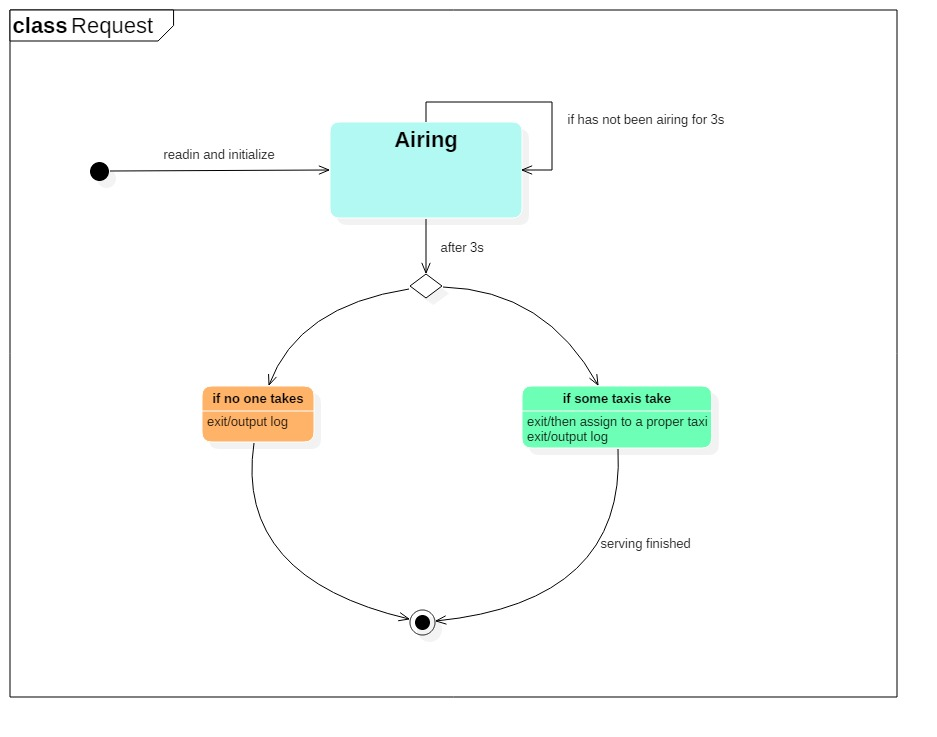 class Request
if has not been airing for 3s
Airing
readin and initialize
after 3s
if no one takes
exit/output log
if some taxis take
exit/then assign to a proper taxi
exit/output log
serving finished